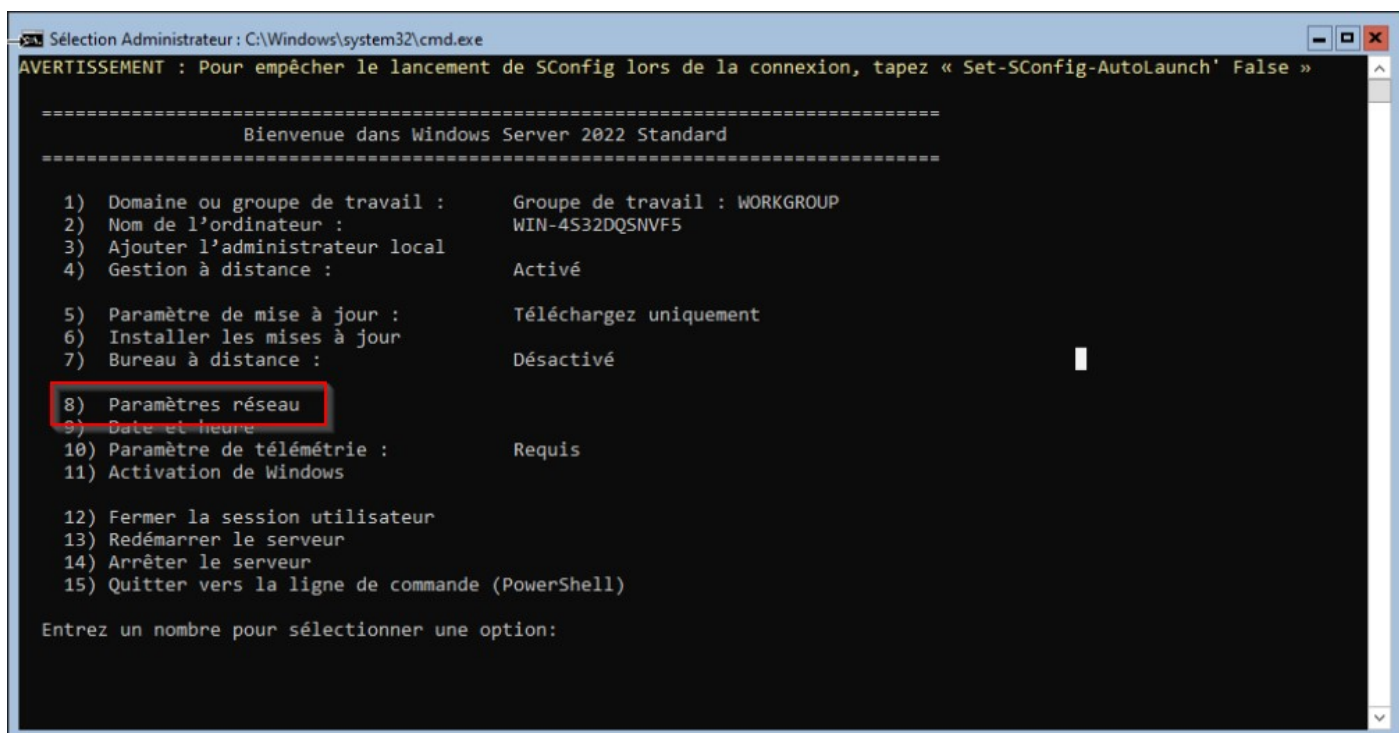 Sélection Administrateur : C:\Windows\system32\cmd.exe
AVERTISSEMENT : Pour empêcher le lancement de SConfig lors de la connexion, tapez « Set-SConfig-AutoLaunch' False »
================================================================================
Bienvenue dans Windows Server 2022 Standard
================================================================================
1) Domaine ou groupe de travail : Groupe de travail : WORKGROUP
2) Nom de l’ordinateur : WIN-4S32DQSNVF5
3) Ajouter l’administrateur local
4) Gestion à distance : Activé
5) Paramètre de mise à jour : Téléchargez uniquement
6) Installer les mises à jour
7) Bureau à distance : Désactivé
8) Paramètres réseau
9) Date et heure
10) Paramètre de télémétrie : Requis
11) Activation de Windows
12) Fermer la session utilisateur
13) Redémarrer le serveur
14) Arrêter le serveur
15) Quitter vers la ligne de commande (PowerShell)
Entrez un nombre pour sélectionner une option: